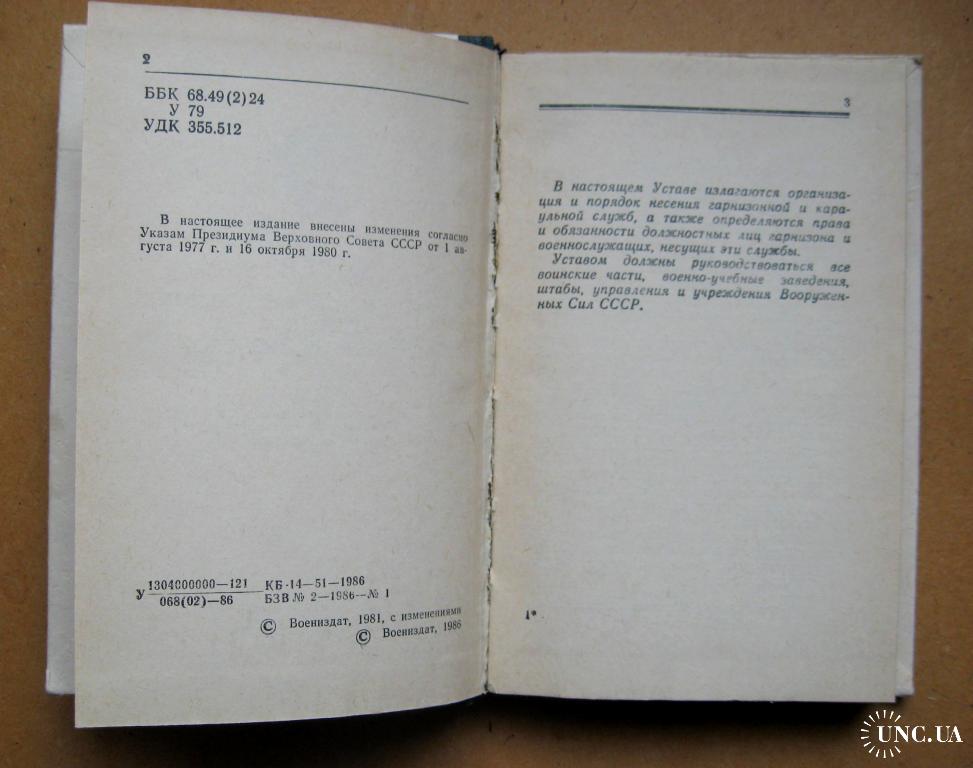 2
ББК 68.49(2)24
У 79
УДК 355.512
В настоящее издание внесены изменения согласно
Указам Президиума Верховного Совета СССР от 1 ав-
густа 1977 г. и 16 октября 1980 г.
У 1304000000—121 КБ-14—51—1986
068(02)—86 БЗВ № 2—1986—№ 1
© Воениздат, 1981, с изменениями
© Воениздат, 1986
3
В настоящем Уставе излагаются организа-
ция и порядок несения гарнизонной и кара-
ульной служб, а также определяются права
и обязанности должностных лиц гарнизона и
военнослужащих, несущих эти службы.
Уставом должны руководствоваться все
воинские части, военно-учебные заведения,
штабы, управления и учреждения Вооружен-
ных Сил СССР.
1*
UNC.UA